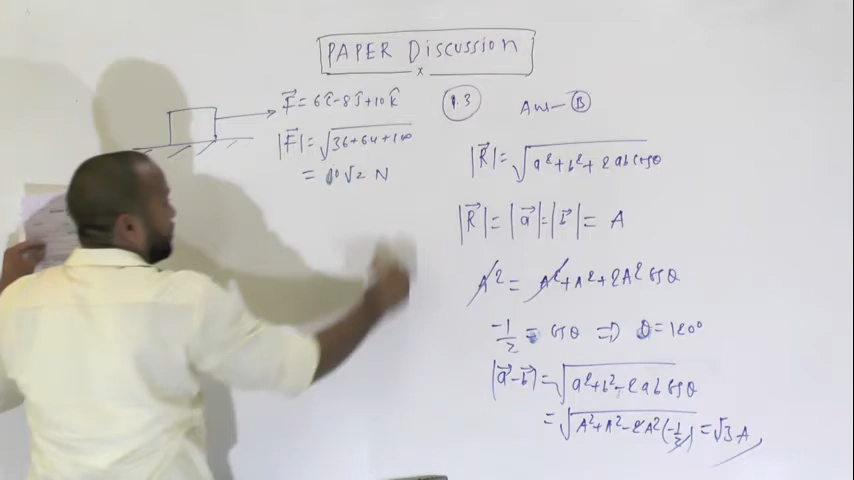 PAPER Discussion
x
F⃗ = 6î-8ĵ+10k̂
|F⃗| = √36+64+100
= 10√2 N
Q.3 Ans- B
|R⃗| = √a²+b²+2ab cosθ
|R⃗| = |a⃗| = |b⃗| = A
A² = A²+A²+2A² cosθ
-1/2 = cosθ ⇒ θ = 120°
|a⃗-b⃗| = √a²+b²-2ab cosθ
= √A²+A²-2A²(-1/2) = √3 A